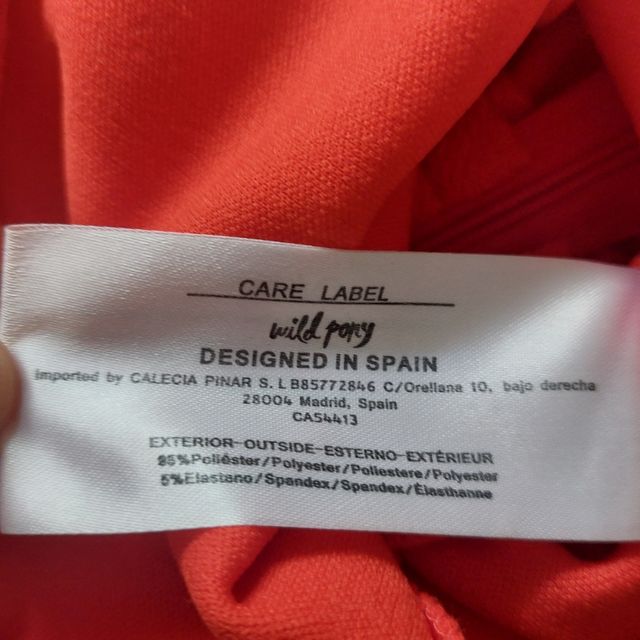 CARE LABEL
wild pony
DESIGNED IN SPAIN
Imported by CALECIA PINAR S.L B85772846 C/Orellana 10, bajo derecha
28004 Madrid, Spain
CAS4413
EXTERIOR-OUTSIDE-ESTERNO-EXTÉRIEUR
95%Poliéster/Polyester/Poliestere/Polyester
5%Elastano/Spandex/Spandex/Élasthanne